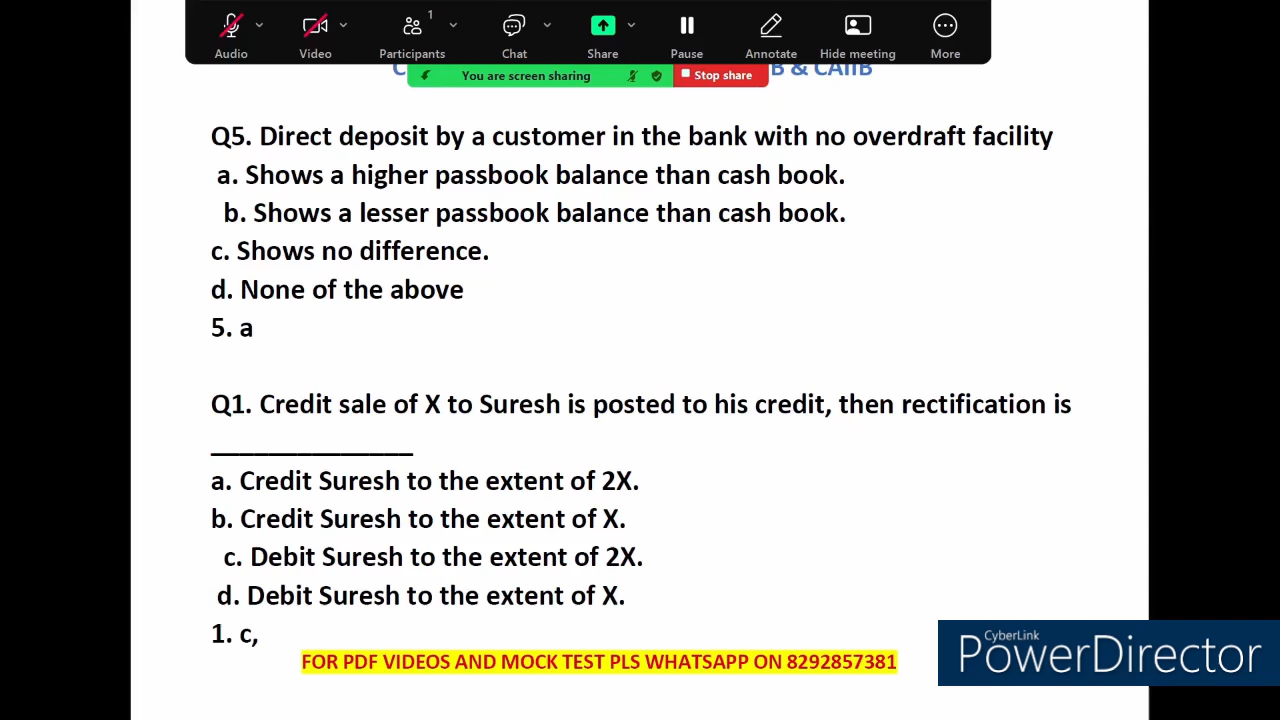 1
Audio Video Participants Chat Share Pause Annotate Hide meeting More
You are screen sharing Stop share
B & CAIIB
Q5. Direct deposit by a customer in the bank with no overdraft facility
a. Shows a higher passbook balance than cash book.
b. Shows a lesser passbook balance than cash book.
c. Shows no difference.
d. None of the above
5. a
Q1. Credit sale of X to Suresh is posted to his credit, then rectification is
_______________
a. Credit Suresh to the extent of 2X.
b. Credit Suresh to the extent of X.
c. Debit Suresh to the extent of 2X.
d. Debit Suresh to the extent of X.
1. c,
FOR PDF VIDEOS AND MOCK TEST PLS WHATSAPP ON 8292857381
CyberLink
PowerDirector